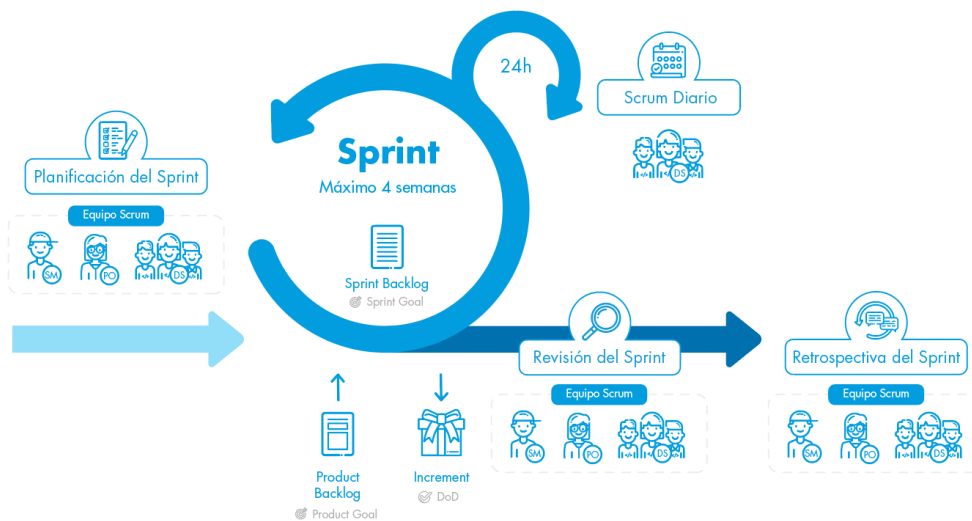 24h
Scrum Diario
DS
Sprint
Máximo 4 semanas
Planificación del Sprint
Equipo Scrum
SM
PO
DS
Sprint Backlog
Sprint Goal
Revisión del Sprint
Equipo Scrum
SM
PO
DS
Retrospectiva del Sprint
Equipo Scrum
SM
PO
DS
Product
Backlog
Product Goal
Increment
DoD